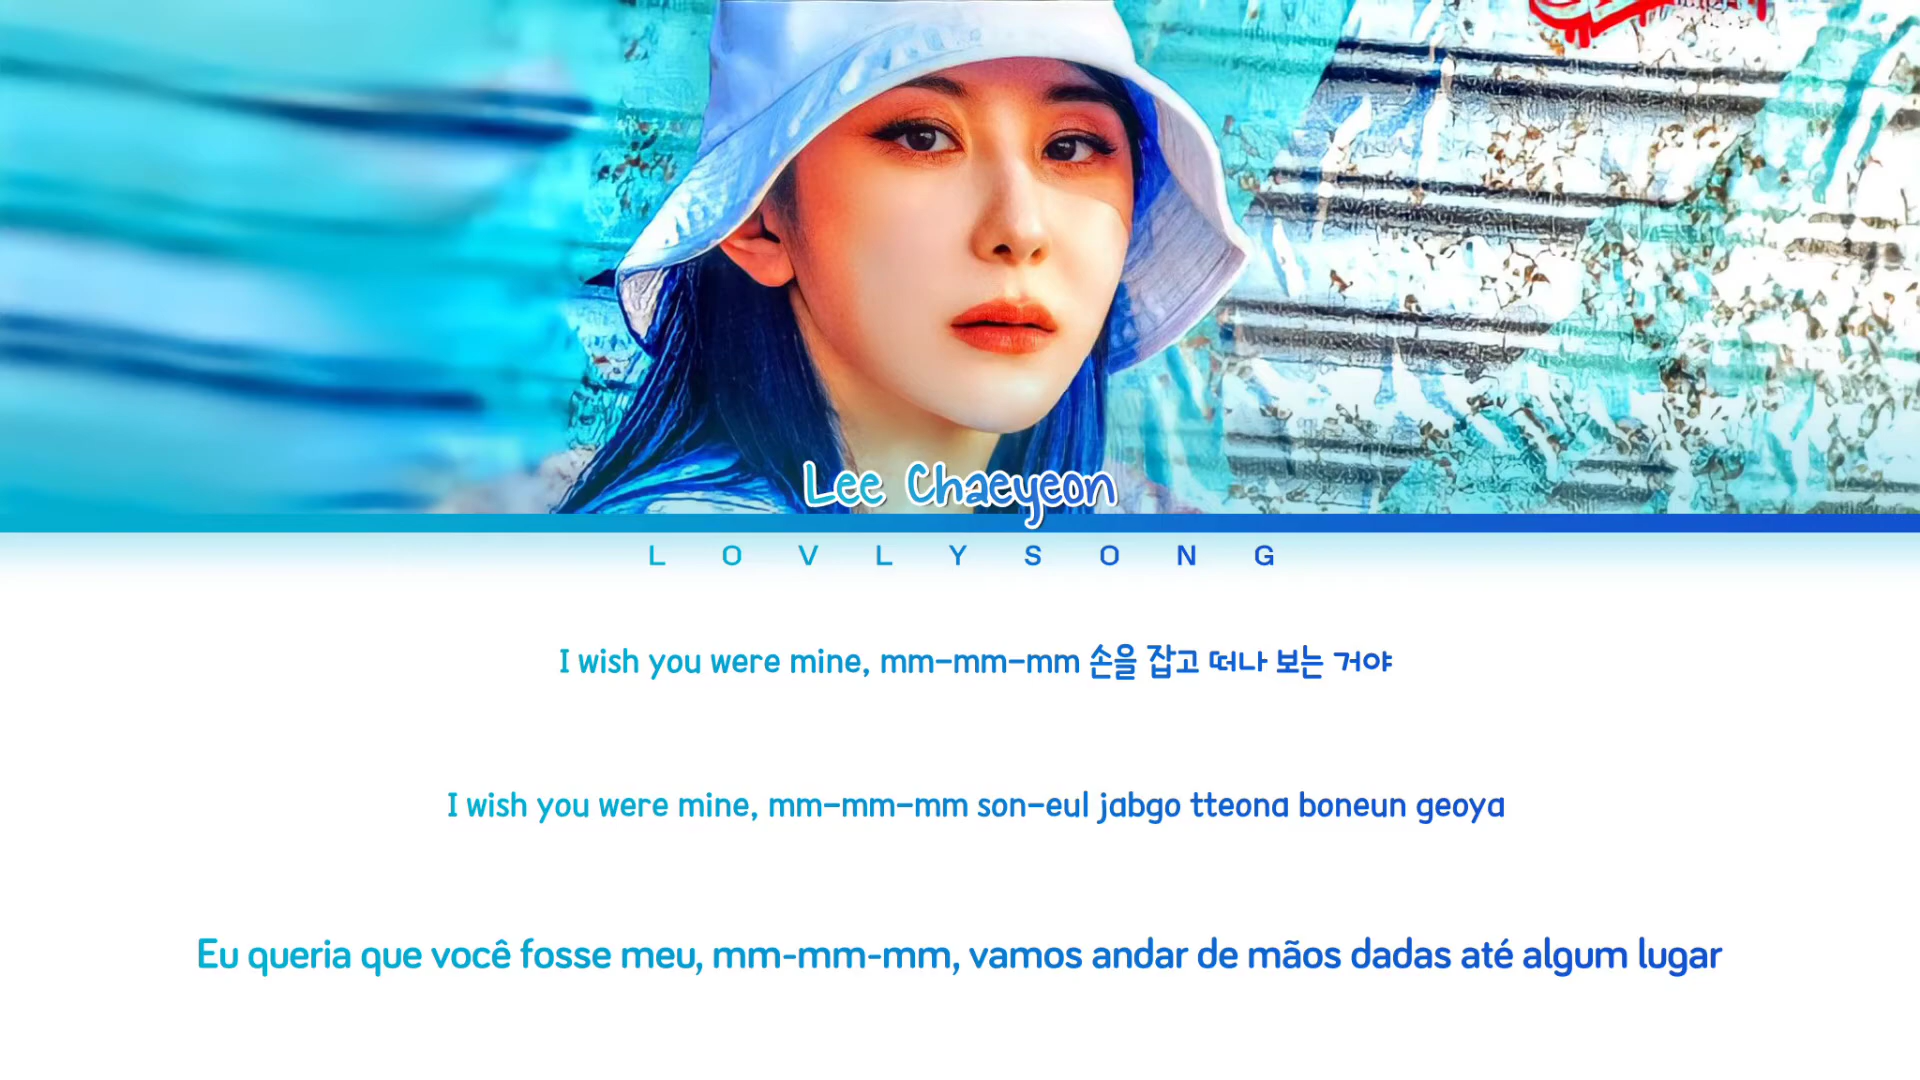 Lee Chaeyeon
LOVLYSONG
I wish you were mine, mm-mm-mm 손을 잡고 떠나 보는 거야
I wish you were mine, mm-mm-mm son-eul jabgo tteona boneun geoya
Eu queria que você fosse meu, mm-mm-mm, vamos andar de mãos dadas até algum lugar